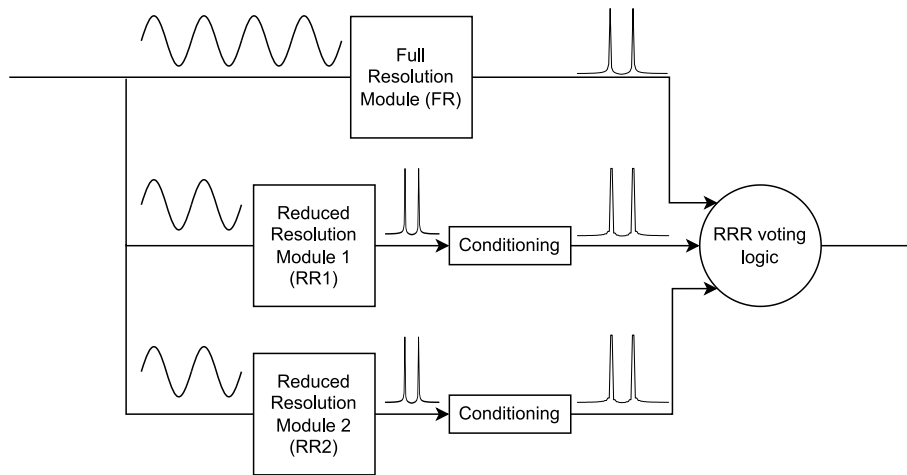 Full
Resolution
Module (FR)
Reduced
Resolution
Module 1
(RR1)
Conditioning
RRR voting
logic
Reduced
Resolution
Module 2
(RR2)
Conditioning